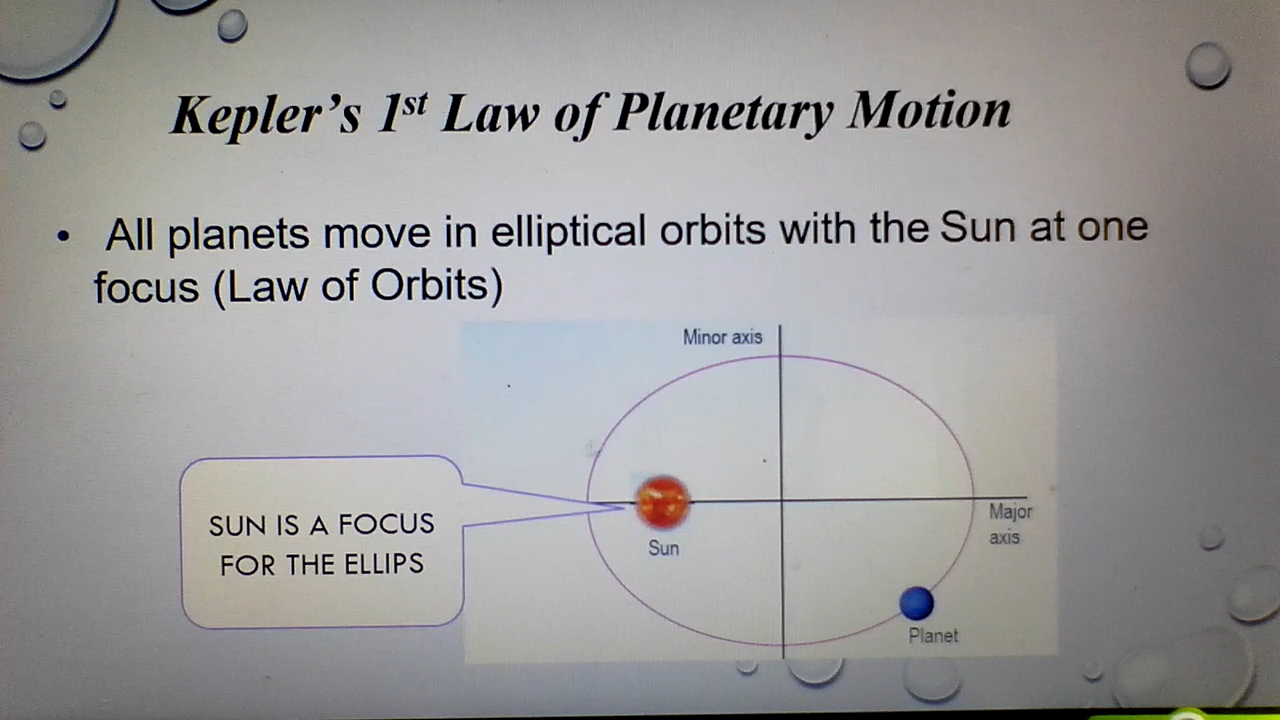 Kepler's 1st Law of Planetary Motion
• All planets move in elliptical orbits with the Sun at one
focus (Law of Orbits)
Minor axis
SUN IS A FOCUS
FOR THE ELLIPS
Sun
Major
axis
Planet